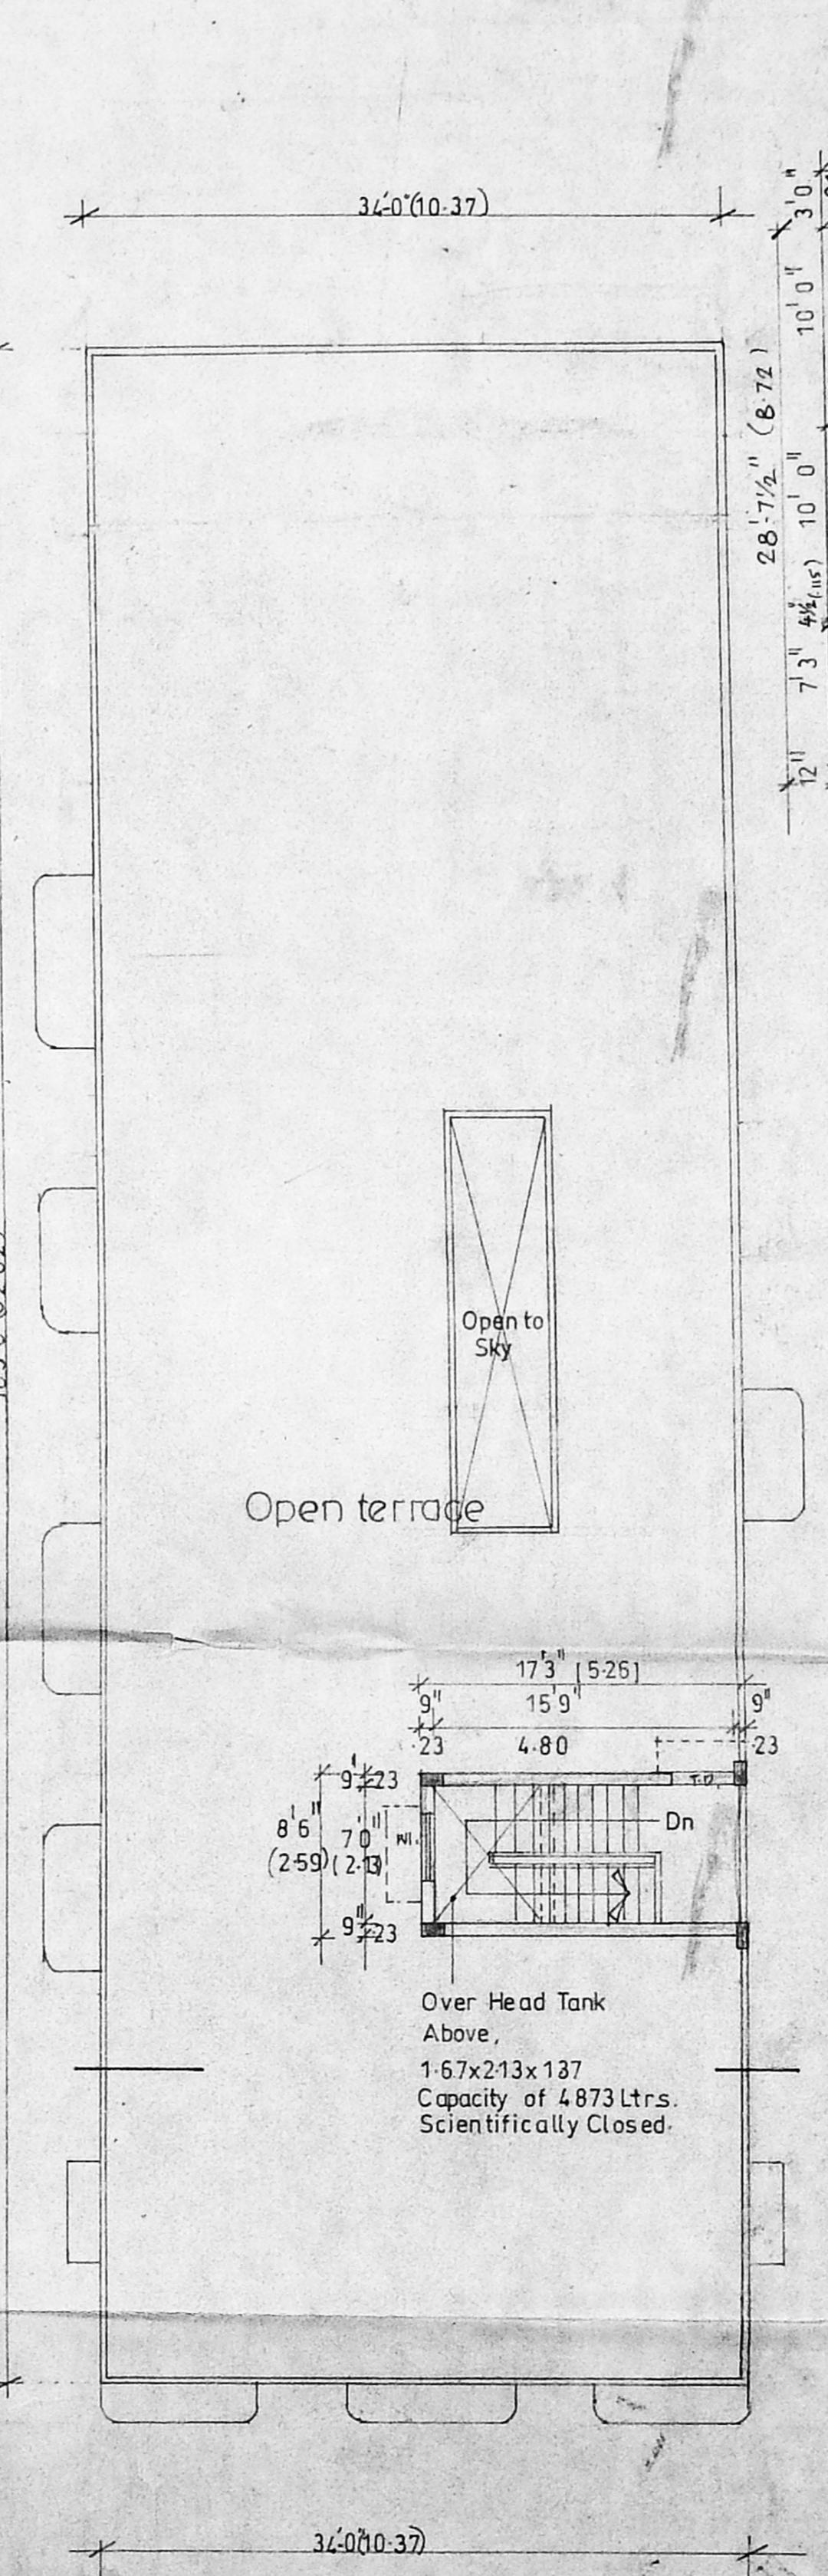 34'-0"(10·37)
3'0"
10'0"
28'-7½" (8·72)
10'0"
4½"(·115)
7'3"
12"
Open to
Sky
Open terrace
17'3" [5·26]
9" 15'9" 9"
·23 4·80 ·23
9" ·23
8'6" 7'0"
(2·59) (2·13)
Dn
9" ·23
Over Head Tank
Above,
1·67x2·13x137
Capacity of 4873 Ltrs.
Scientifically Closed·
34'-0"(10·37)